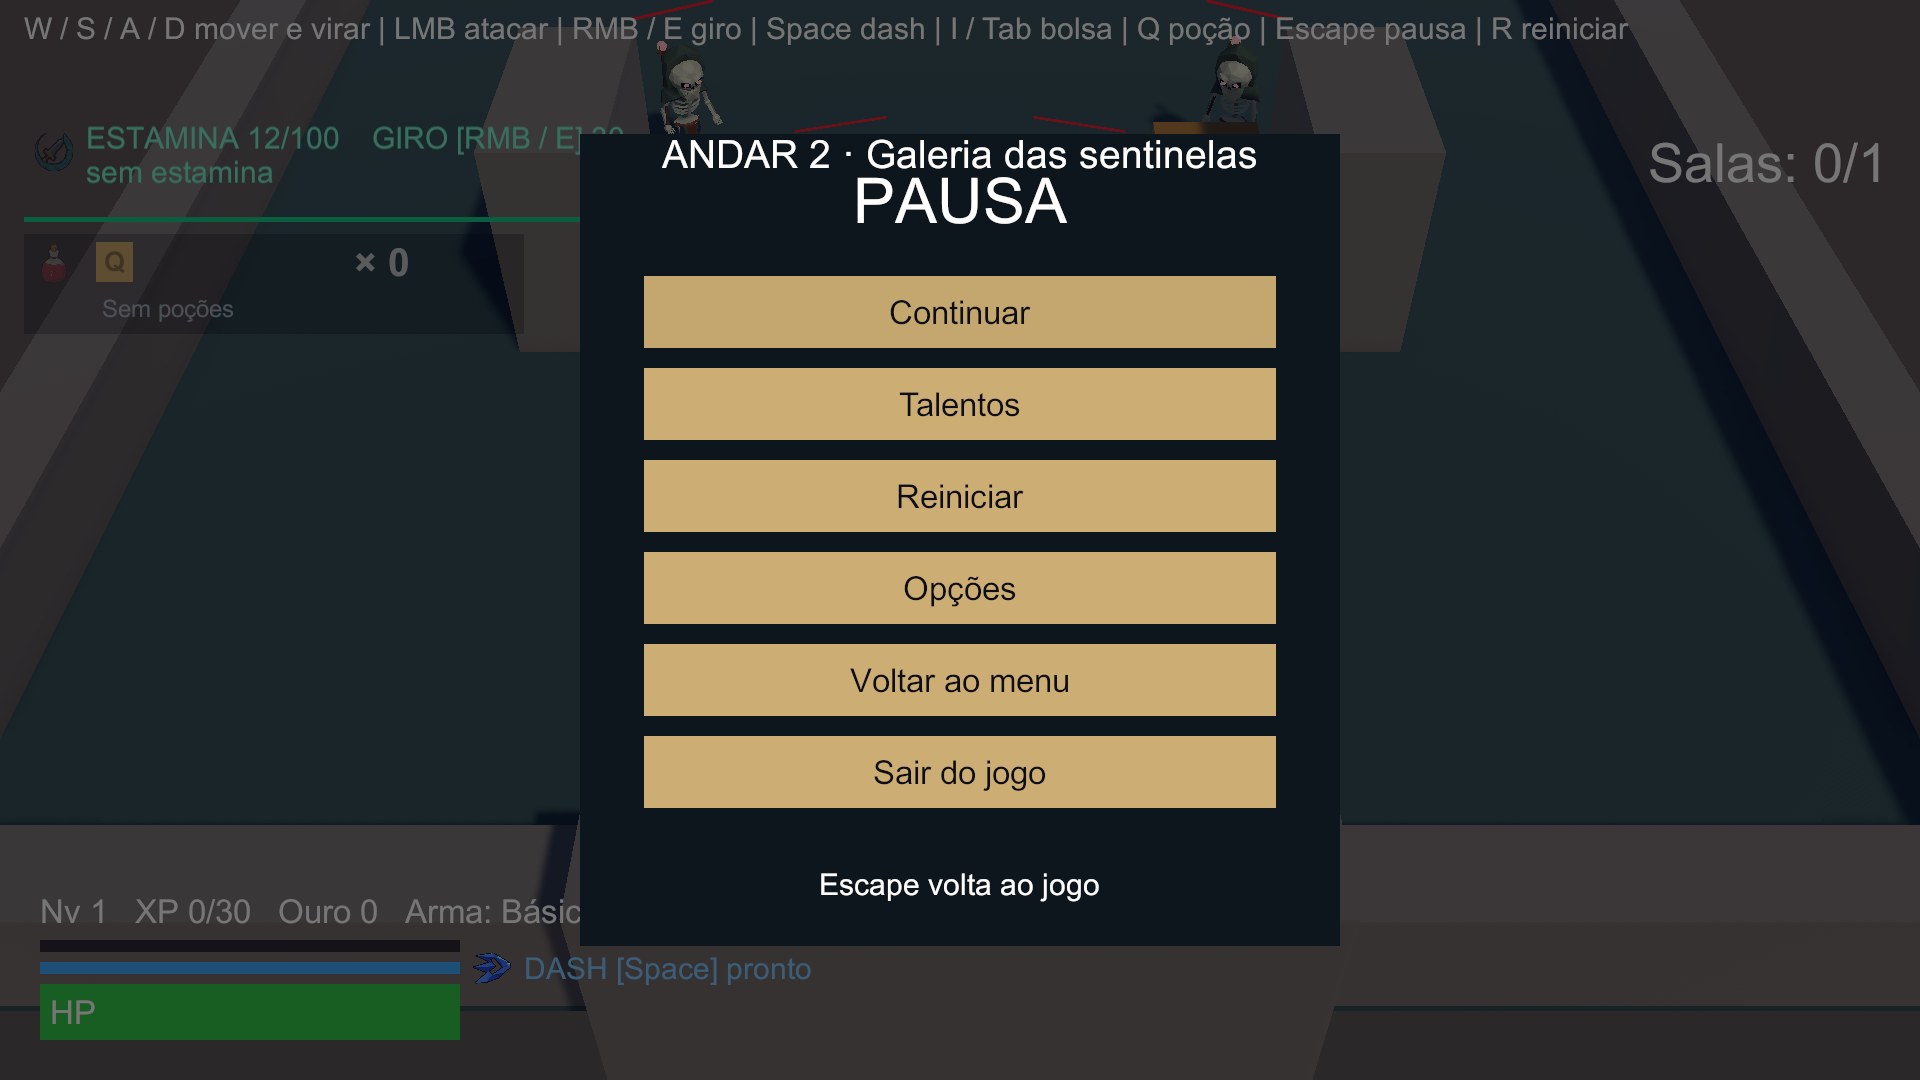 W / S / A / D mover e virar | LMB atacar | RMB / E giro | Space dash | I / Tab bolsa | Q poção | Escape pausa | R reiniciar
ESTAMINA 12/100 GIRO [RMB / E]
sem estamina
Salas: 0/1
Q × 0
Sem poções
ANDAR 2 · Galeria das sentinelas
PAUSA
Continuar
Talentos
Reiniciar
Opções
Voltar ao menu
Sair do jogo
Escape volta ao jogo
Nv 1 XP 0/30 Ouro 0 Arma:
DASH [Space] pronto
HP